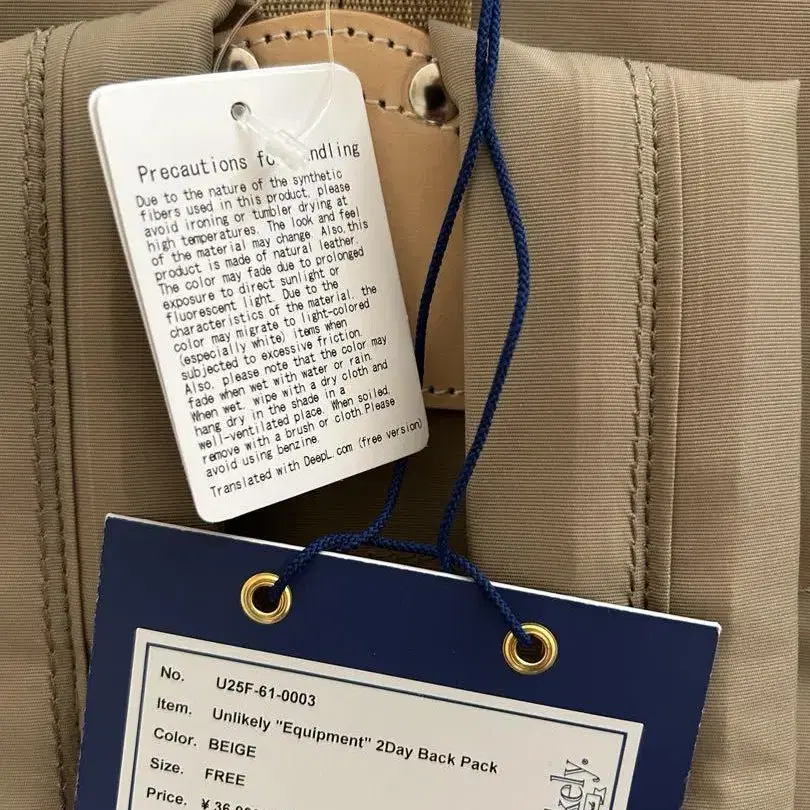 Precautions for Handling
Due to the nature of the synthetic
fibers used in this product, please
avoid ironing or tumbler drying at
high temperatures. The look and feel
of the material may change. Also,this
product is made of natural leather.
The color may fade due to prolonged
exposure to direct sunlight or
fluorescent light. Due to the
characteristics of the material, the
color may migrate to light-colored
(especially white) items when
subjected to excessive friction.
Also, please note that the color may
fade when wet with water or rain.
When wet, wipe with a dry cloth and
hang dry in the shade in a
well-ventilated place. When soiled,
remove with a brush or cloth.Please
avoid using benzine.
Translated with DeepL.com (free version)
No. U25F-61-0003
Item. Unlikely "Equipment" 2Day Back Pack
Color. BEIGE
Size. FREE
Price. ¥ 36,